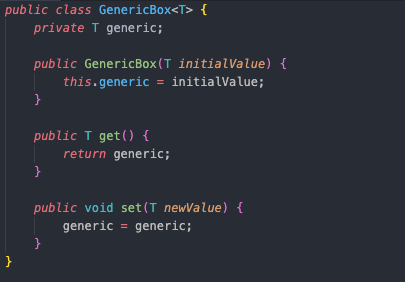 public class GenericBox<T> {
    private T generic;

    public GenericBox(T initialValue) {
        this.generic = initialValue;
    }

    public T get() {
        return generic;
    }

    public void set(T newValue) {
        generic = generic;
    }
}